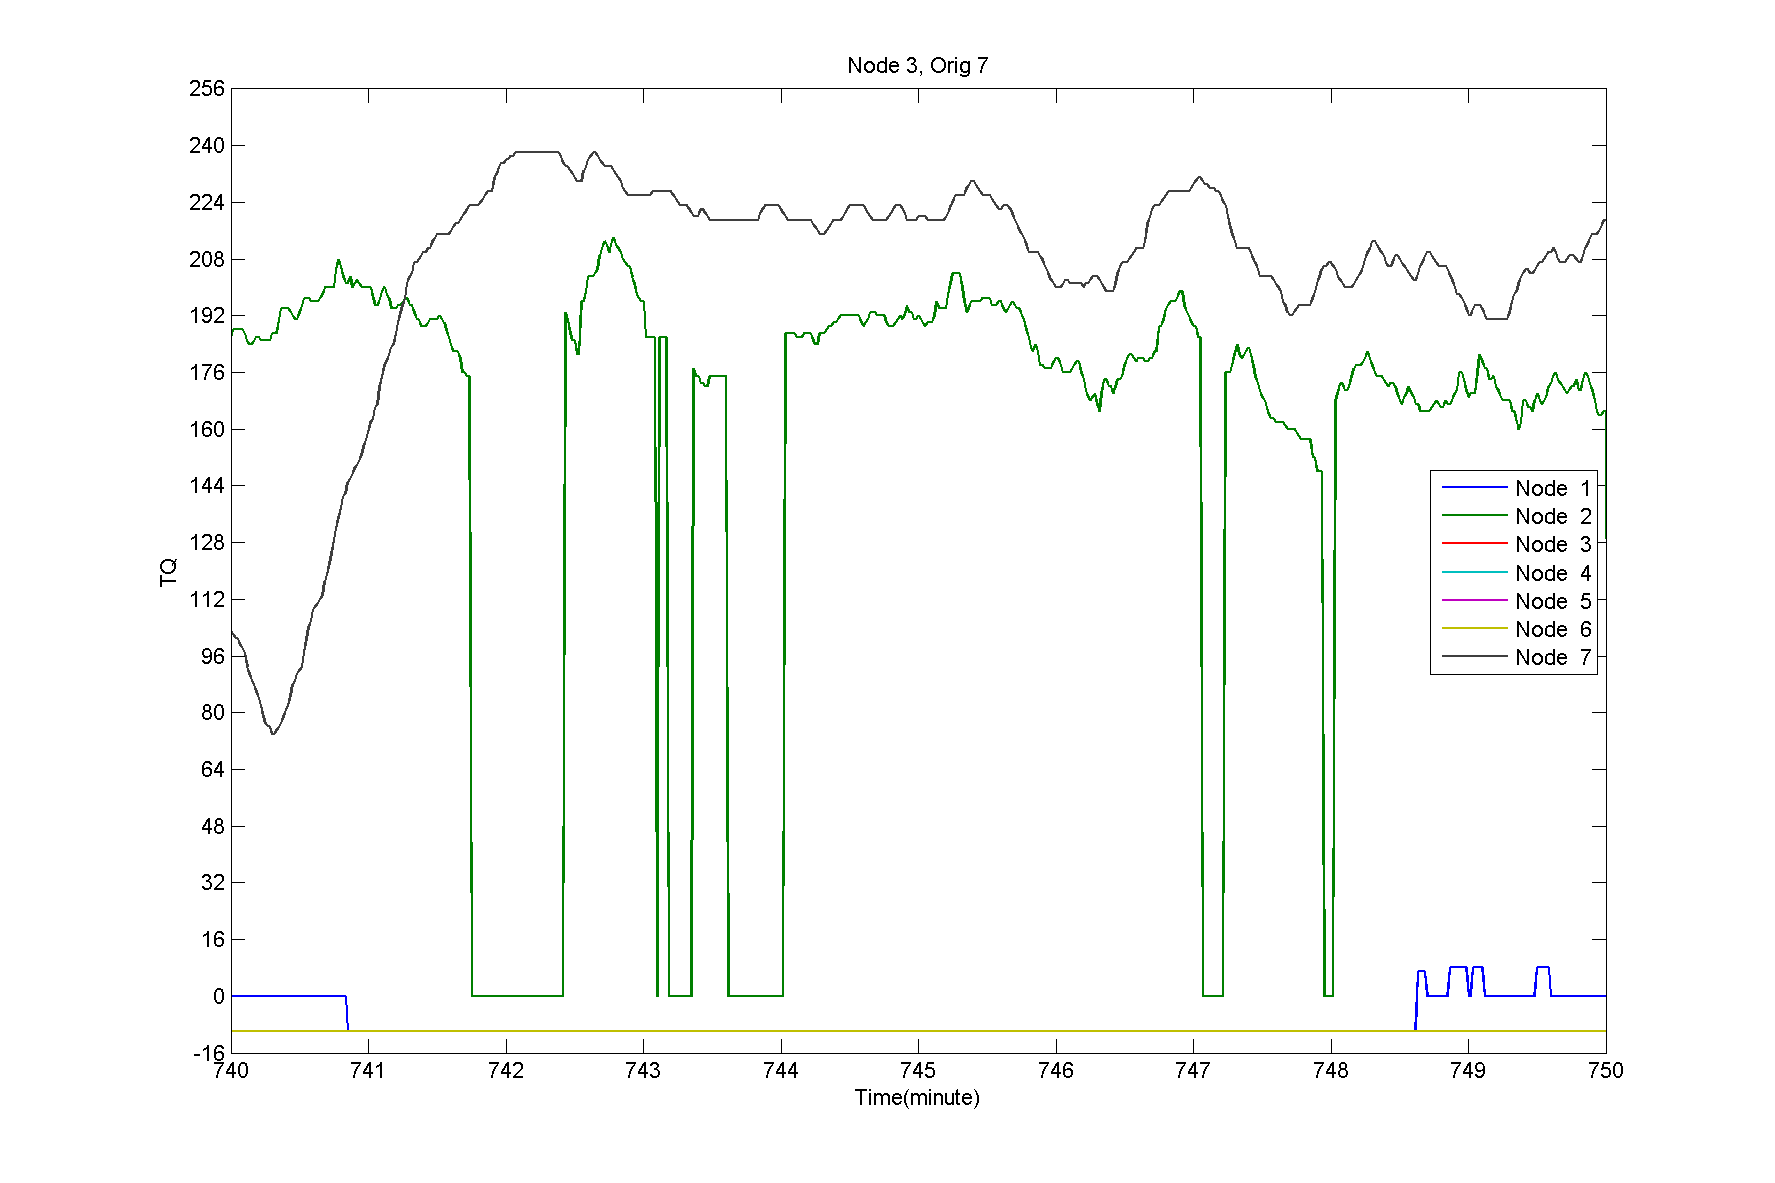 Node 3, Orig 7
256
240
224
208
192
176
160
144
128
112
96
80
64
48
32
16
0
-16
TQ
Node 1
Node 2
Node 3
Node 4
Node 5
Node 6
Node 7
740 741 742 743 744 745 746 747 748 749 750
Time(minute)